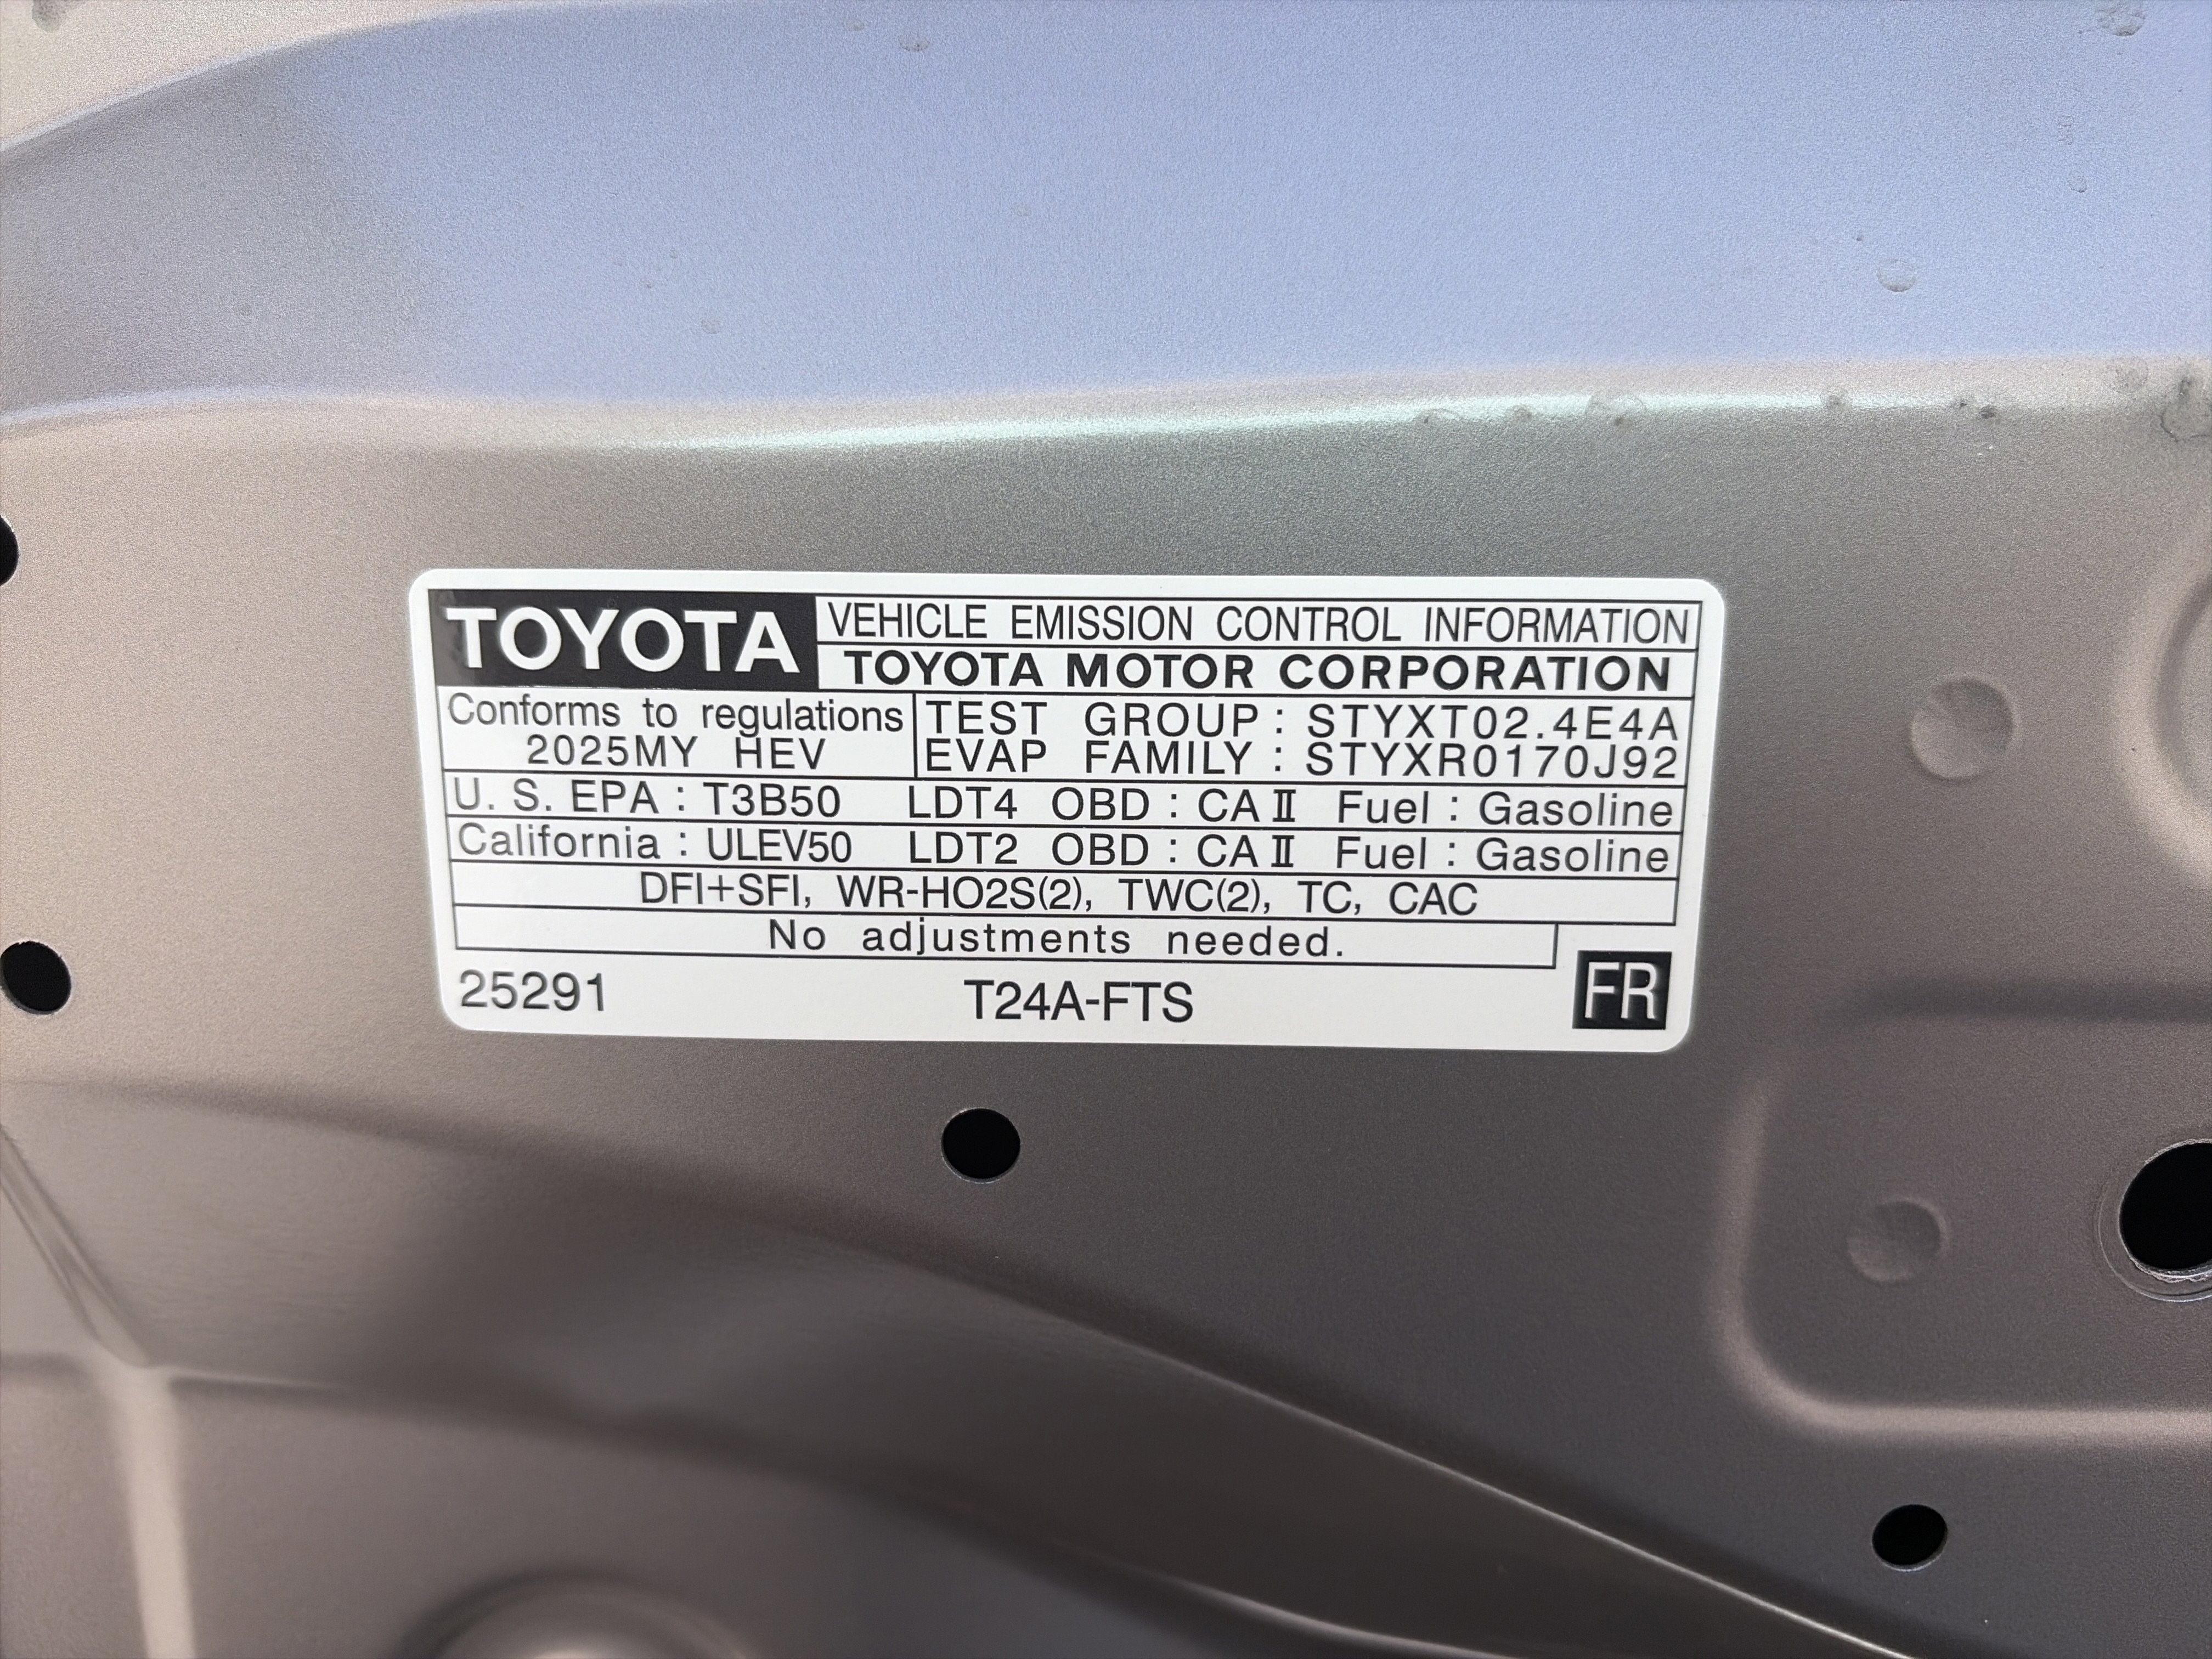 TOYOTA
VEHICLE EMISSION CONTROL INFORMATION
TOYOTA MOTOR CORPORATION
Conforms to regulations
2025MY HEV
TEST GROUP : STYXT02.4E4A
EVAP FAMILY : STYXR0170J92
U. S. EPA : T3B50 LDT4 OBD : CA II Fuel : Gasoline
California : ULEV50 LDT2 OBD : CA II Fuel : Gasoline
DFI+SFI, WR-HO2S(2), TWC(2), TC, CAC
No adjustments needed.
25291 T24A-FTS FR